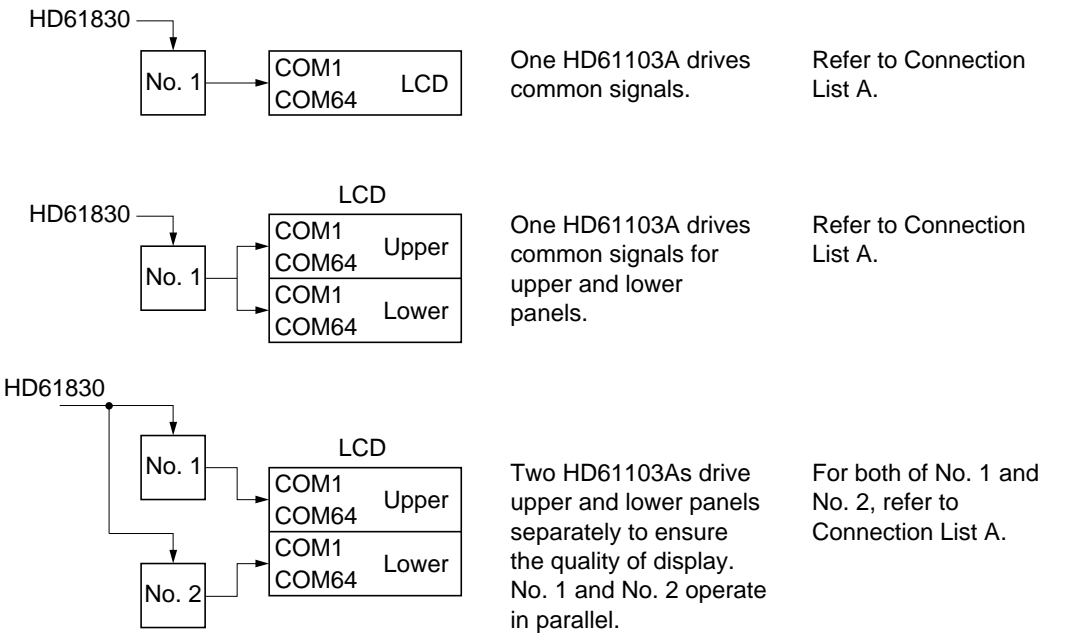 HD61830
No. 1
COM1
COM64
LCD
One HD61103A drives
common signals.
Refer to Connection
List A.
LCD
HD61830
No. 1
COM1
COM64
Upper
COM1
COM64
Lower
One HD61103A drives
common signals for
upper and lower
panels.
Refer to Connection
List A.
HD61830
No. 1
No. 2
LCD
COM1
COM64
Upper
COM1
COM64
Lower
Two HD61103As drive
upper and lower panels
separately to ensure
the quality of display.
No. 1 and No. 2 operate
in parallel.
For both of No. 1 and
No. 2, refer to
Connection List A.